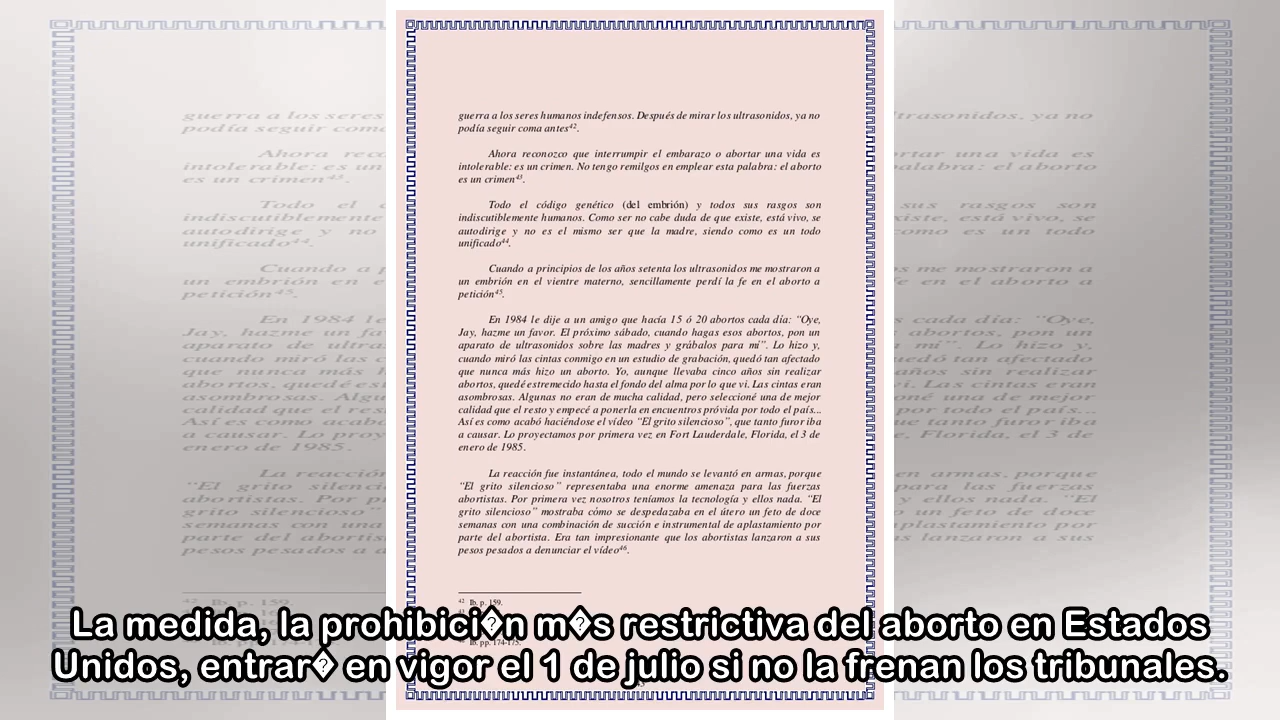 guerra a los seres humanos indefensos. Después de mirar los ultrasonidos, ya no
podía seguir coma antes⁴².
Ahora reconozco que interrumpir el embarazo o abortar una vida es
intolerable: es un crimen. No tengo remilgos en emplear esta palabra: el aborto
es un crimen⁴³
Todo el código genético (del embrión) y todos sus rasgos son
indiscutiblemente humanos. Como ser no cabe duda de que existe, está vivo, se
autodirige y no es el mismo ser que la madre, siendo como es un todo
unificado⁴⁴.
Cuando a principios de los años setenta los ultrasonidos me mostraron a
un embrión en el vientre materno, sencillamente perdí la fe en el aborto a
petición⁴⁵.
En 1984 le dije a un amigo que hacía 15 ó 20 abortos cada día: "Oye,
Jay, hazme un favor. El próximo sábado, cuando hagas esos abortos, pon un
aparato de ultrasonidos sobre las madres y grábalos para mí". Lo hizo y,
cuando miró las cintas conmigo en un estudio de grabación, quedó tan afectado
que nunca más hizo un aborto. Yo, aunque llevaba cinco años sin realizar
abortos, quedé estremecido hasta el fondo del alma por lo que vi. Las cintas eran
asombrosas. Algunas no eran de mucha calidad, pero seleccioné una de mejor
calidad que el resto y empecé a ponerla en encuentros próvida por todo el país...
Así es como acabó haciéndose el vídeo "El grito silencioso", que tanto furor iba
a causar. Lo proyectamos por primera vez en Fort Lauderdale, Florida, el 3 de
enero de 1985.
La reacción fue instantánea, todo el mundo se levantó en armas, porque
"El grito silencioso" representaba una enorme amenaza para las fuerzas
abortistas. Por primera vez nosotros teníamos la tecnología y ellos nada. "El
grito silencioso" mostraba cómo se despedazaba en el útero un feto de doce
semanas con una combinación de succión e instrumental de aplastamiento por
parte del abortista. Era tan impresionante que los abortistas lanzaron a sus
pesos pesados a denunciar el vídeo⁴⁶.
⁴² Ib. p. 159.
La medida, la prohibici�n m�s restrictiva del aborto en Estados
Unidos, entrar� en vigor el 1 de julio si no la frenan los tribunales.